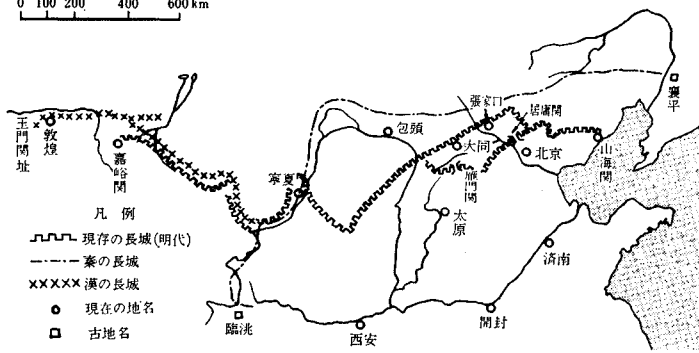 0 100 200 400 600 km
玉門関址
敦煌
嘉峪関
寧夏
包頭
張家口
居庸関
大同
雁門関
北京
山海関
襄平
太原
済南
臨洮
西安
開封
凡例
現存の長城(明代)
秦の長城
漢の長城
現在の地名
古地名